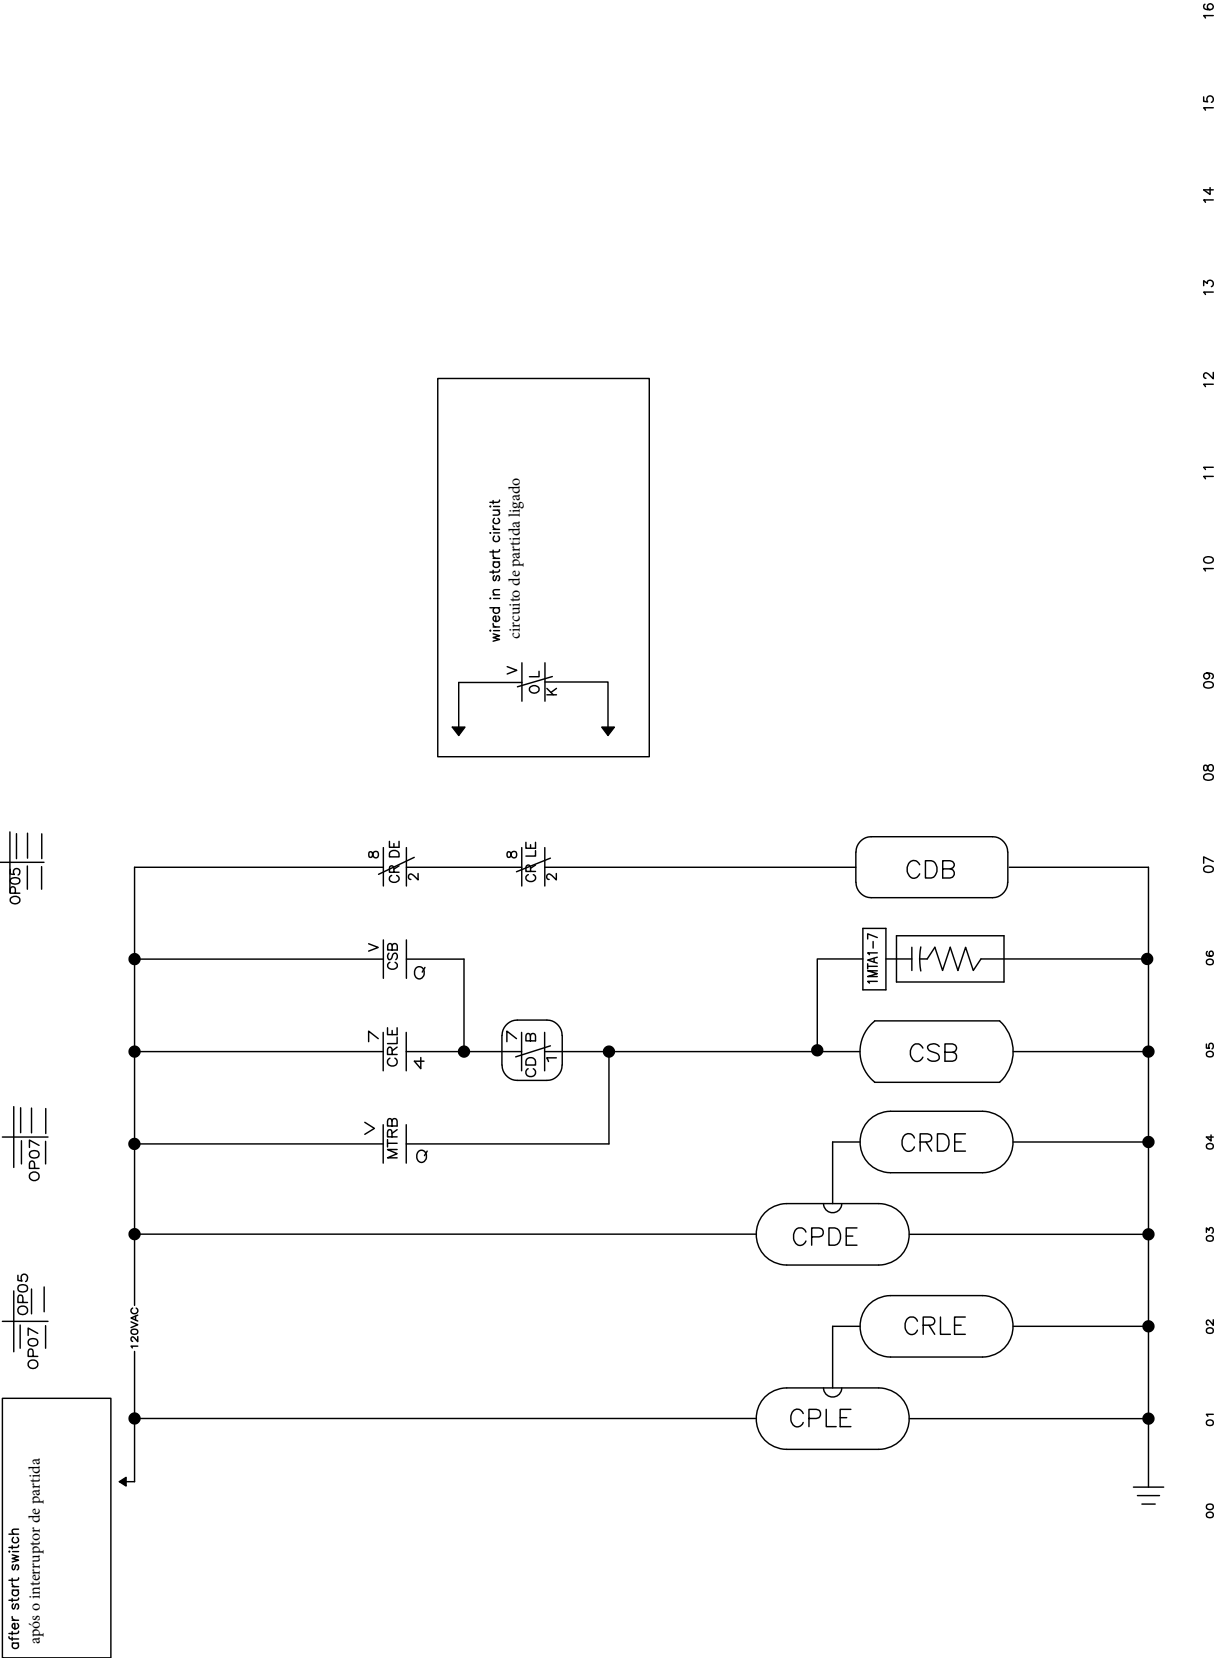 after start switch
após o interruptor de partida
OP07
OP05
OP07
OP05
120VAC
8
CR DE
2
8
CR LE
2
CDB
V
CSB
Q
1MTA1-7
7
CRLE
4
7
CD B
1
CSB
V
MTRB
Q
CRDE
CPDE
CRLE
CPLE
wired in start circuit
circuito de partida ligado
V
O L
K
00
01
02
03
04
05
06
07
08
09
10
11
12
13
14
15
16